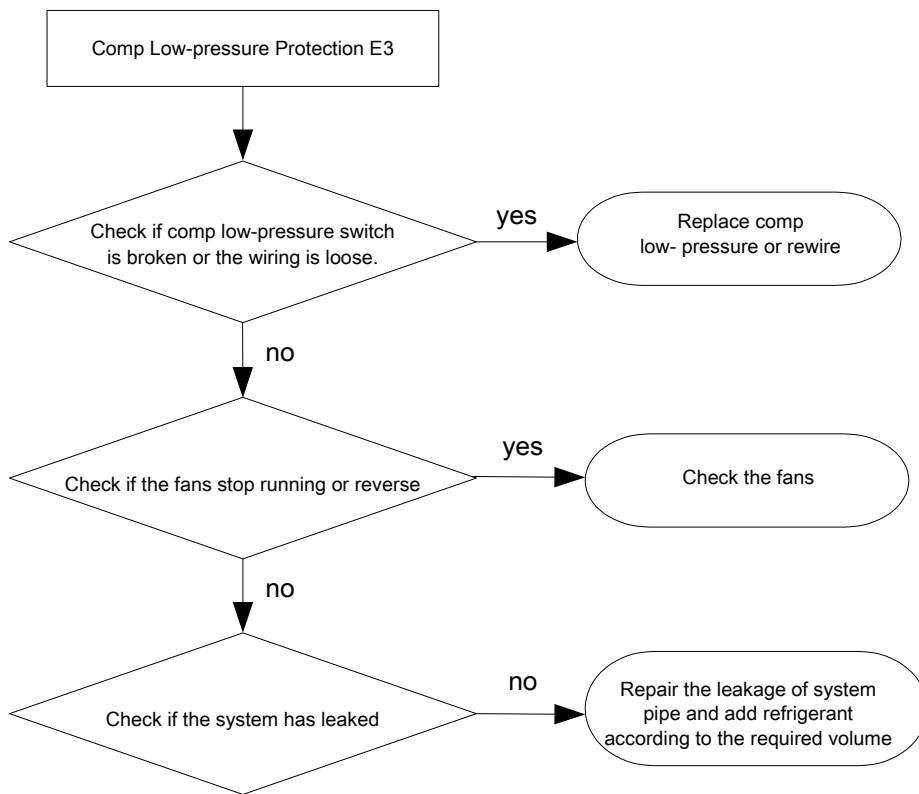 Comp Low-pressure Protection E3
Check if comp low-pressure switch
is broken or the wiring is loose.
yes
Replace comp
low- pressure or rewire
no
Check if the fans stop running or reverse
yes
Check the fans
no
Check if the system has leaked
no
Repair the leakage of system
pipe and add refrigerant
according to the required volume